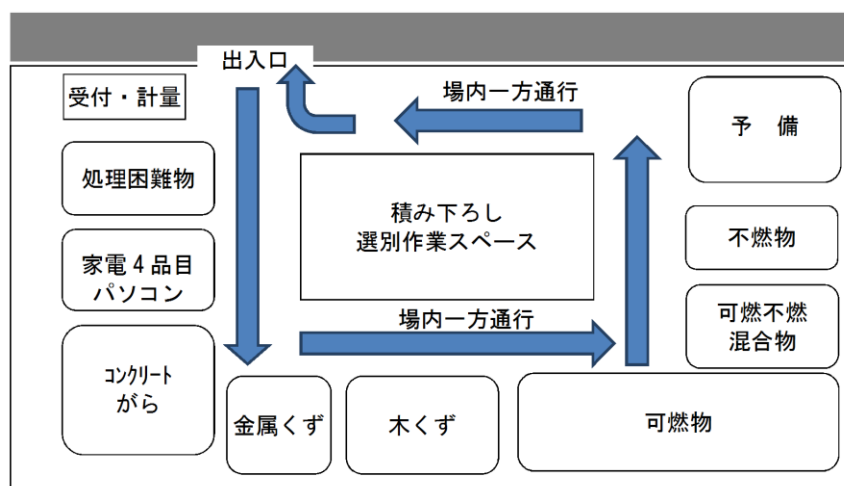 出入口
受付・計量
場内一方通行
予　備
処理困難物
積み下ろし
選別作業スペース
不燃物
家電４品目
パソコン
場内一方通行
可燃不燃
混合物
ｺﾝｸﾘｰﾄ
がら
金属くず
木くず
可燃物